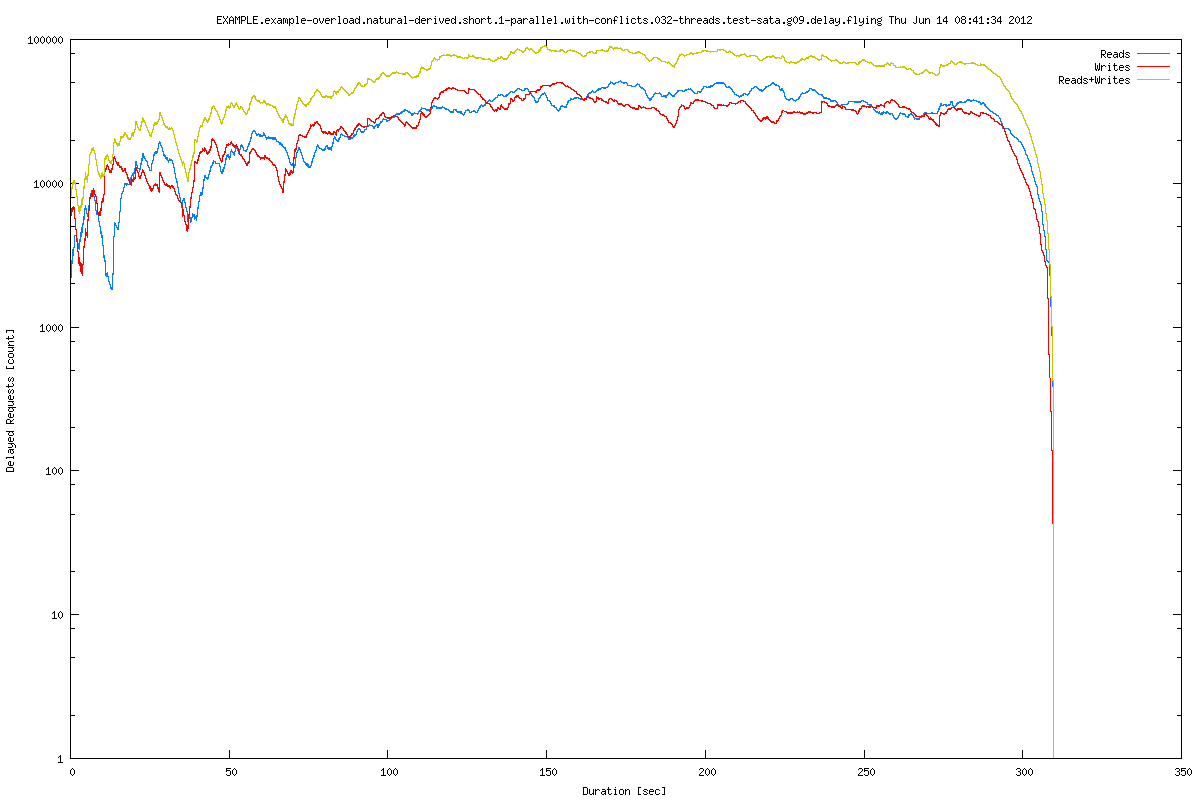 EXAMPLE.example-overload.natural-derived.short.1-parallel.with-conflicts.032-threads.test-sata.g09.delay.flying Thu Jun 14 08:41:34 2012
100000
Reads
Writes
Reads+Writes
10000
1000
Delayed Requests [count]
100
10
1
0 50 100 150 200 250 300 350
Duration [sec]